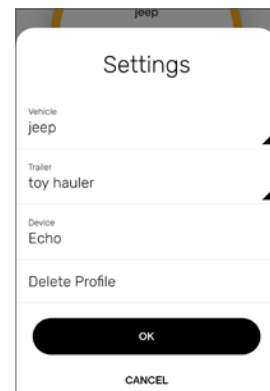 jeep
Settings
Vehicle
jeep
Trailer
toy hauler
Device
Echo
Delete Profile
OK
CANCEL